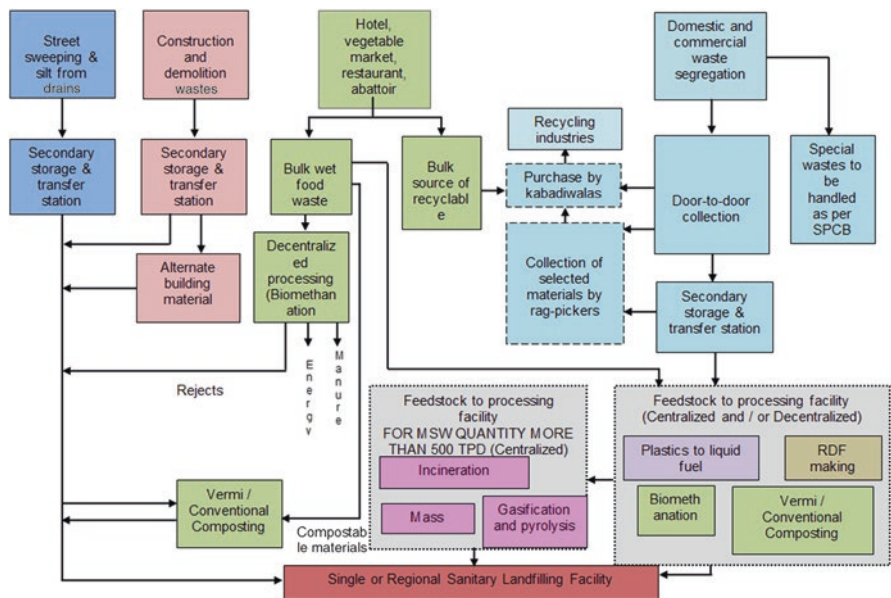 Street
sweeping &
silt from
drains
Construction
and
demolition
wastes
Hotel,
vegetable
market,
restaurant,
abattoir
Domestic and
commercial
waste
segregation
Recycling
industries
Secondary
storage &
transfer
station
Secondary
storage &
transfer
station
Bulk wet
food
waste
Bulk
source of
recyclabl
e
Purchase by
kabadiwalas
Door-to-door
collection
Special
wastes to
be
handled
as per
SPCB
Alternate
building
material
Decentraliz
ed
processing
(Biomethan
ation
Collection of
selected
materials by
rag-pickers
Secondary
storage &
transfer station
Rejects
Energy
Manure
Feedstock to processing
facility
FOR MSW QUANTITY MORE
THAN 500 TPD (Centralized)
Incineration
Mass
Gasification
and pyrolysis
Feedstock to processing facility
(Centralized and / or Decentralized)
Plastics to liquid
fuel
RDF
making
Biometh
anation
Vermi /
Conventional
Composting
Vermi /
Conventional
Composting
Compostab
le materials
Single or Regional Sanitary Landfilling Facility